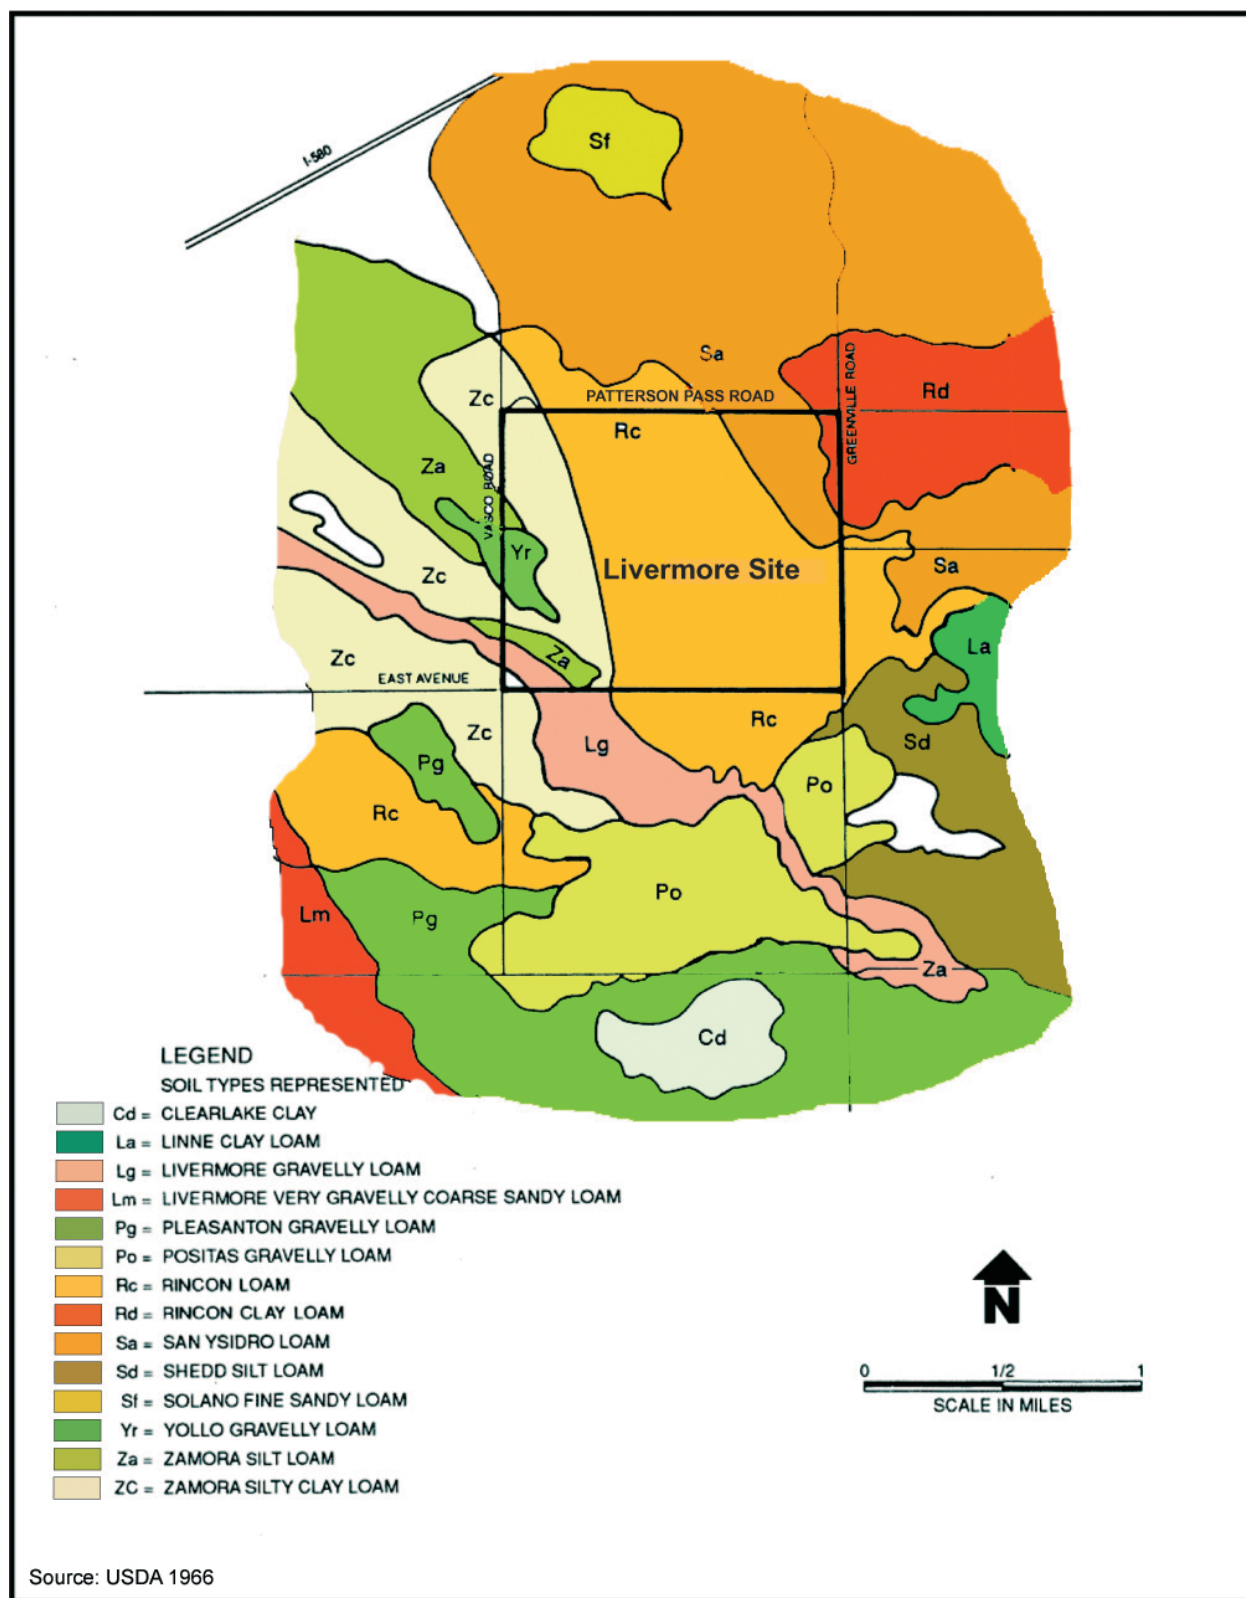 I-580
Sf
Sa
Zc
PATTERSON PASS ROAD
Rd
GREENVILLE ROAD
Rc
Za
VASCO ROAD
Yr
Livermore Site
Sa
Zc
La
Zc
Za
EAST AVENUE
Rc
Zc
Lg
Sd
Pg
Po
Rc
Po
Lm
Pg
Za
Cd
LEGEND
SOIL TYPES REPRESENTED
Cd = CLEARLAKE CLAY
La = LINNE CLAY LOAM
Lg = LIVERMORE GRAVELLY LOAM
Lm = LIVERMORE VERY GRAVELLY COARSE SANDY LOAM
Pg = PLEASANTON GRAVELLY LOAM
Po = POSITAS GRAVELLY LOAM
Rc = RINCON LOAM
Rd = RINCON CLAY LOAM
Sa = SAN YSIDRO LOAM
Sd = SHEDD SILT LOAM
Sf = SOLANO FINE SANDY LOAM
Yr = YOLLO GRAVELLY LOAM
Za = ZAMORA SILT LOAM
ZC = ZAMORA SILTY CLAY LOAM
N
0 1/2 1
SCALE IN MILES
Source: USDA 1966